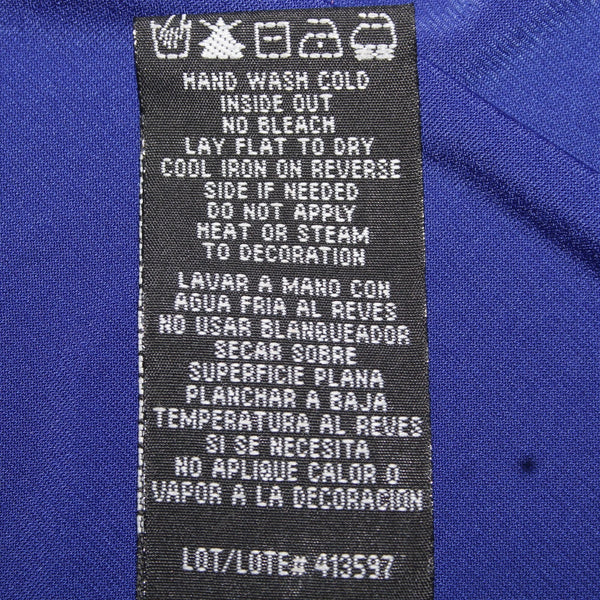 HAND WASH COLD
INSIDE OUT
NO BLEACH
LAY FLAT TO DRY
COOL IRON ON REVERSE
SIDE IF NEEDED
DO NOT APPLY
HEAT OR STEAM
TO DECORATION
LAVAR A MANO CON
AGUA FRIA AL REVES
NO USAR BLANQUEADOR
SECAR SOBRE
SUPERFICIE PLANA
PLANCHAR A BAJA
TEMPERATURA AL REVES
SI SE NECESITA
NO APLIQUE CALOR O
VAPOR A LA DECORACION
LOT/LOTE# 413597